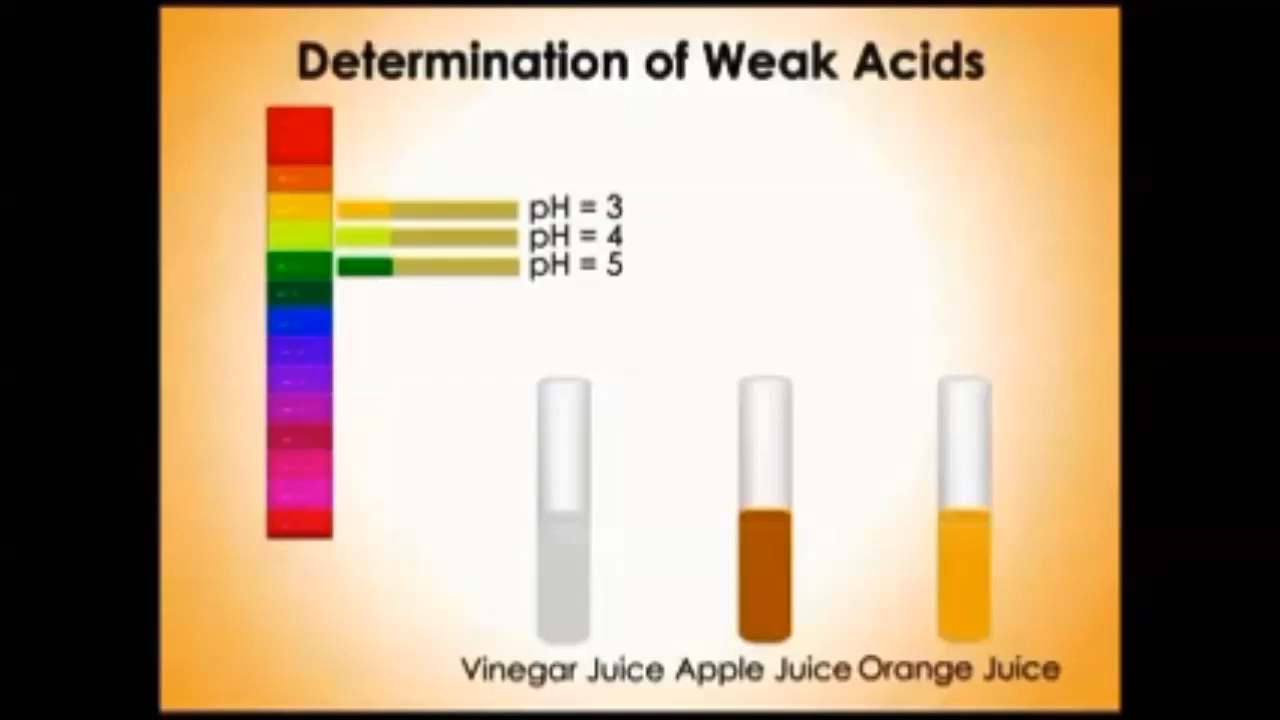 Determination of Weak Acids
pH = 3
pH = 4
pH = 5
Vinegar Juice Apple Juice Orange Juice